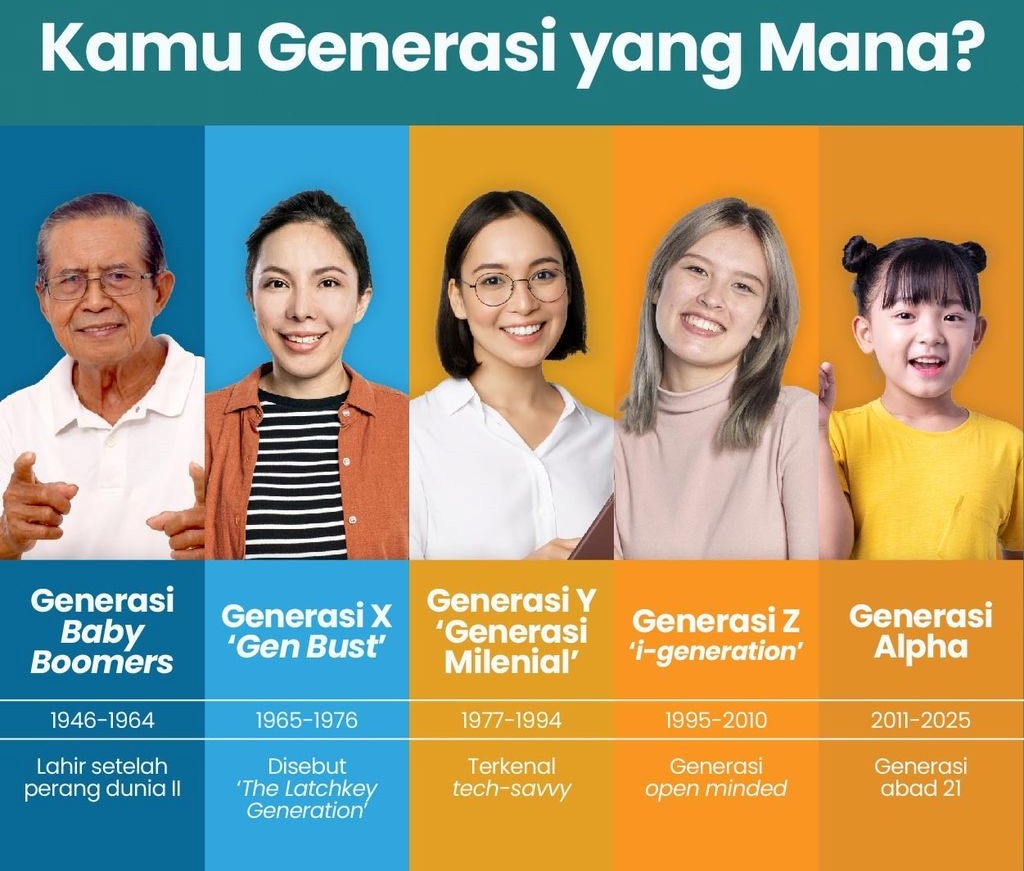 Kamu Generasi yang Mana?
Generasi
Baby
Boomers
1946-1964
Lahir setelah
perang dunia II
Generasi X
‘Gen Bust’
1965-1976
Disebut
‘The Latchkey
Generation’
Generasi Y
‘Generasi
Milenial’
1977-1994
Terkenal
tech-savvy
Generasi Z
‘i-generation’
1995-2010
Generasi
open minded
Generasi
Alpha
2011-2025
Generasi
abad 21